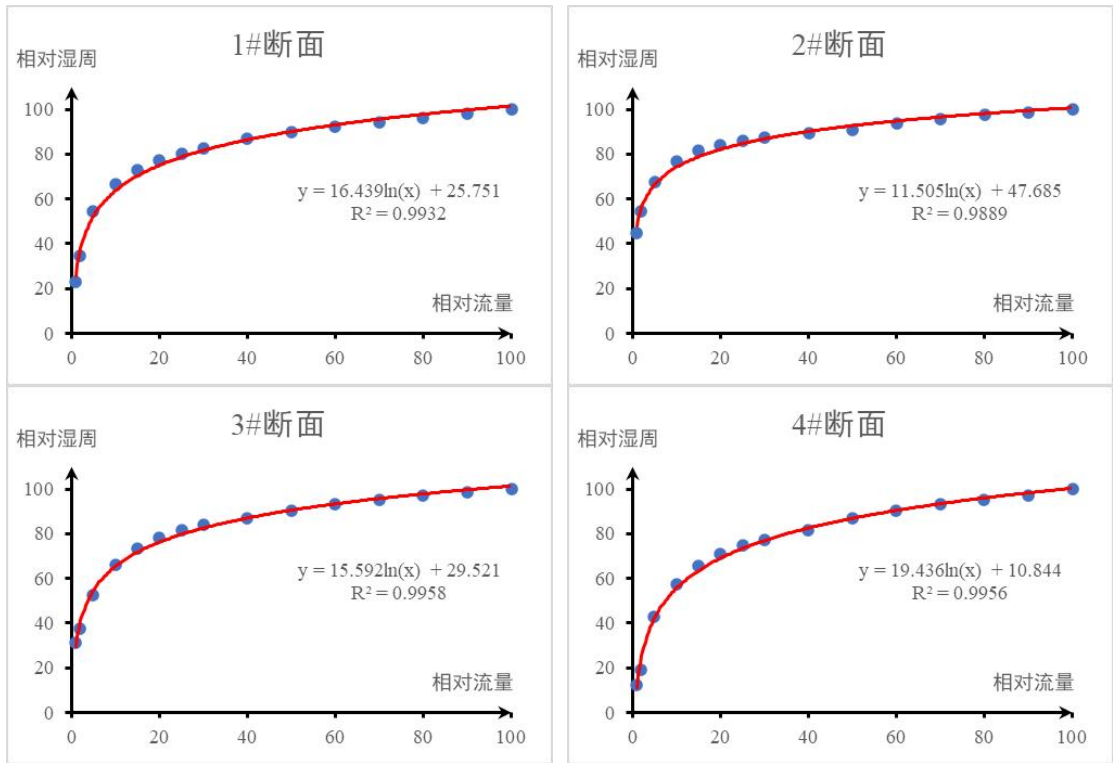 1#断面
相对湿周
100
80
60
40
20
0
y = 16.439ln(x) + 25.751
R² = 0.9932
相对流量
0 20 40 60 80 100
2#断面
相对湿周
100
80
60
40
20
0
y = 11.505ln(x) + 47.685
R² = 0.9889
相对流量
0 20 40 60 80 100
3#断面
相对湿周
100
80
60
40
20
0
y = 15.592ln(x) + 29.521
R² = 0.9958
相对流量
0 20 40 60 80 100
4#断面
相对湿周
100
80
60
40
20
0
y = 19.436ln(x) + 10.844
R² = 0.9956
相对流量
0 20 40 60 80 100